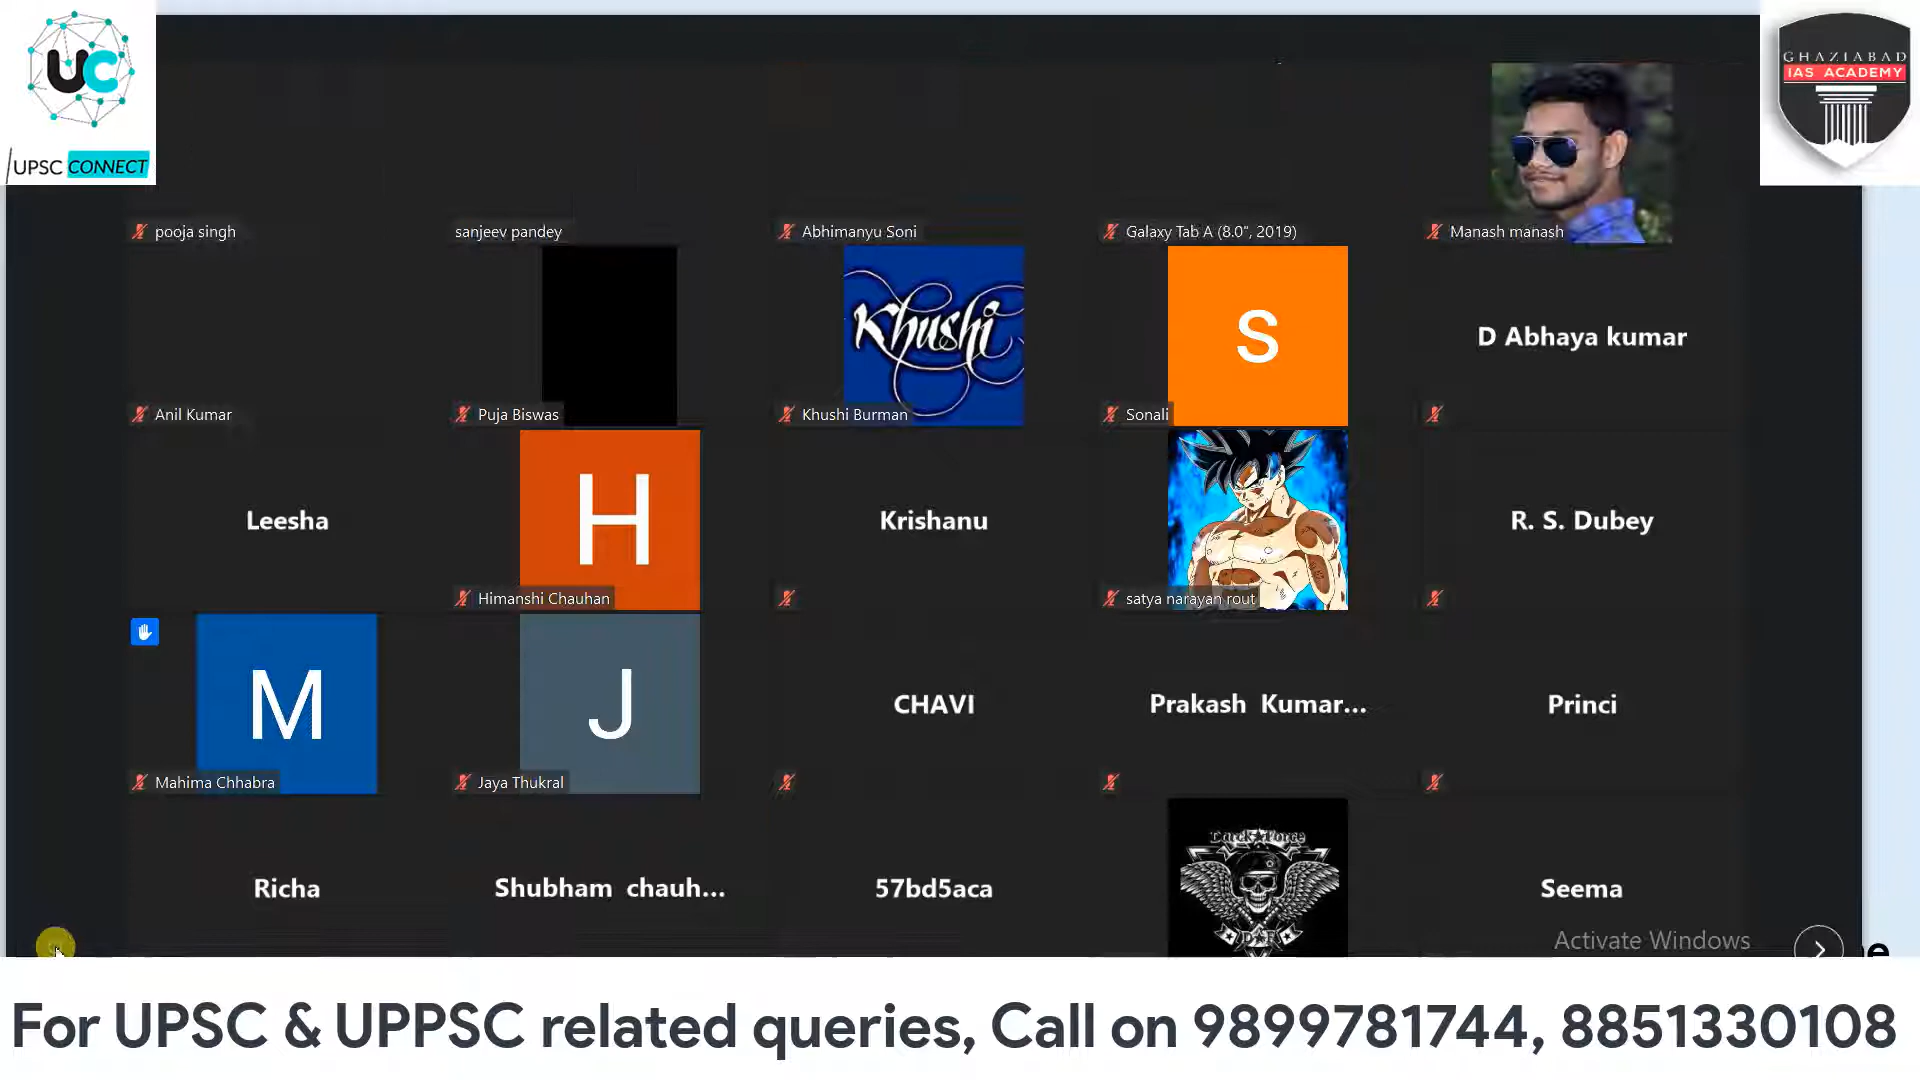 UC
UPSC CONNECT
GHAZIABAD
IAS ACADEMY
pooja singh
sanjeev pandey
Abhimanyu Soni
Galaxy Tab A (8.0", 2019)
Manash manash
Khushi
S
D Abhaya kumar
Anil Kumar
Puja Biswas
Khushi Burman
Sonali
Leesha
H
Krishanu
R. S. Dubey
Himanshi Chauhan
satya narayan rout
M
J
CHAVI
Prakash Kumar...
Princi
Mahima Chhabra
Jaya Thukral
Richa
Shubham chauh...
57bd5aca
Darck Force
D F
Seema
Activate Windows
For UPSC & UPPSC related queries, Call on 9899781744, 8851330108